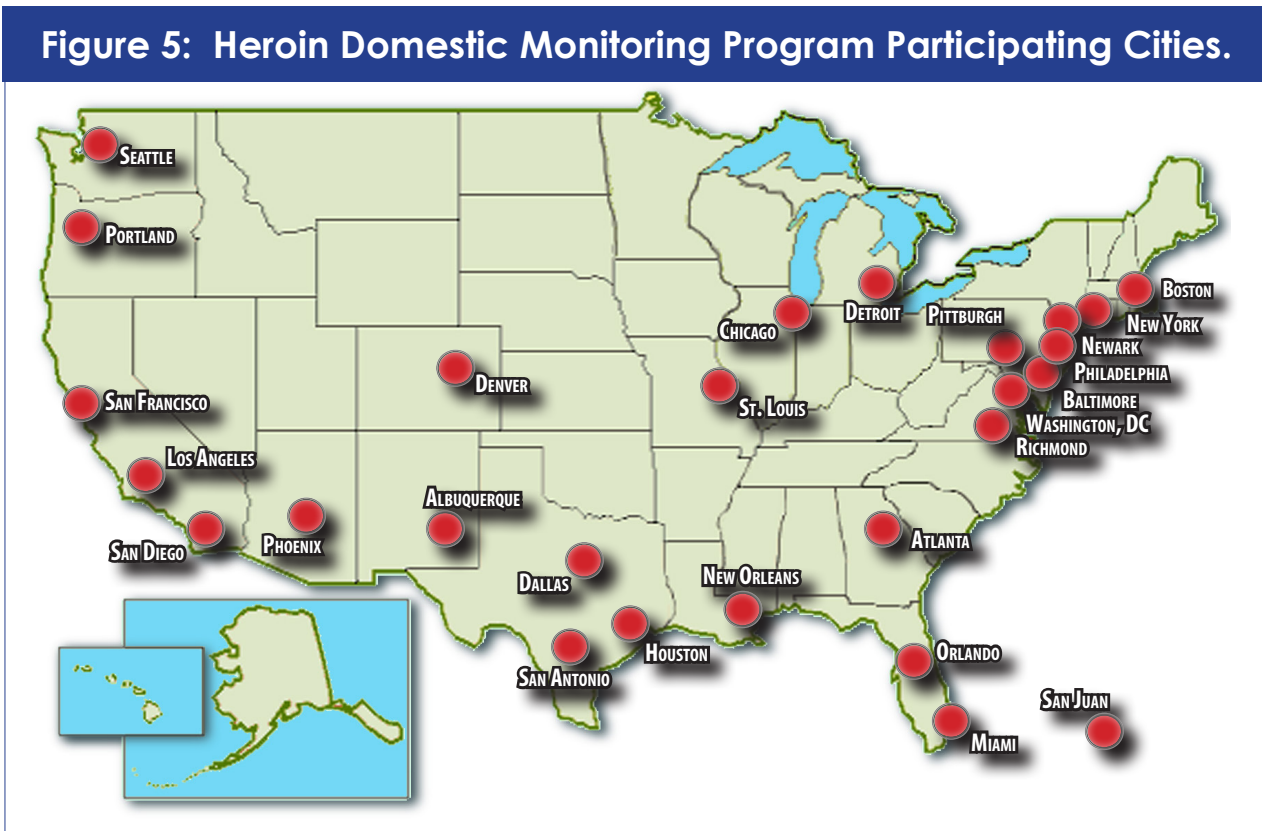 Figure 5: Heroin Domestic Monitoring Program Participating Cities.
Seattle
Portland
Boston
Detroit
Pittburgh
Chicago
New York
Newark
Denver
Philadelphia
San Francisco
St. Louis
Baltimore
Washington, DC
Richmond
Los Angeles
Albuquerque
San Diego
Phoenix
Atlanta
Dallas
New Orleans
Houston
Orlando
San Antonio
San Juan
Miami